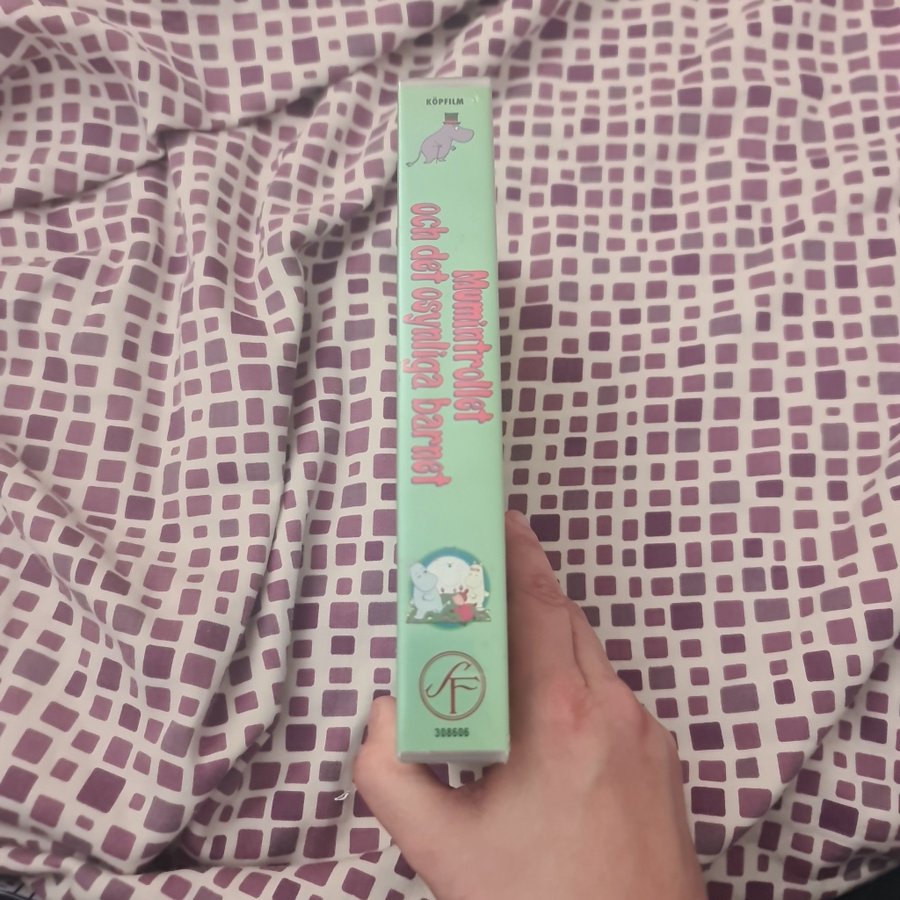 KÖPFILM
Mumintrollet
och det osynliga barnet
SF
308606